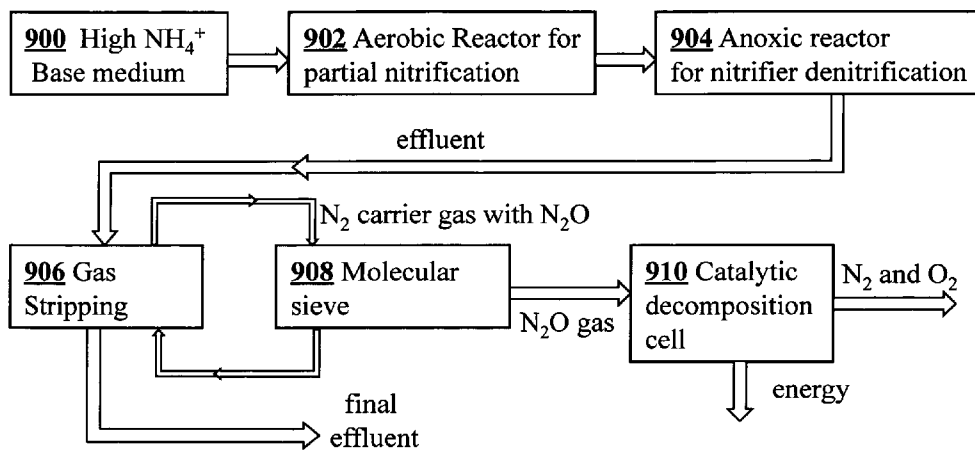 900 High NH₄⁺
Base medium
902 Aerobic Reactor for
partial nitrification
904 Anoxic reactor
for nitrifier denitrification
effluent
N₂ carrier gas with N₂O
906 Gas
Stripping
908 Molecular
sieve
N₂O gas
910 Catalytic
decomposition
cell
N₂ and O₂
energy
final
effluent